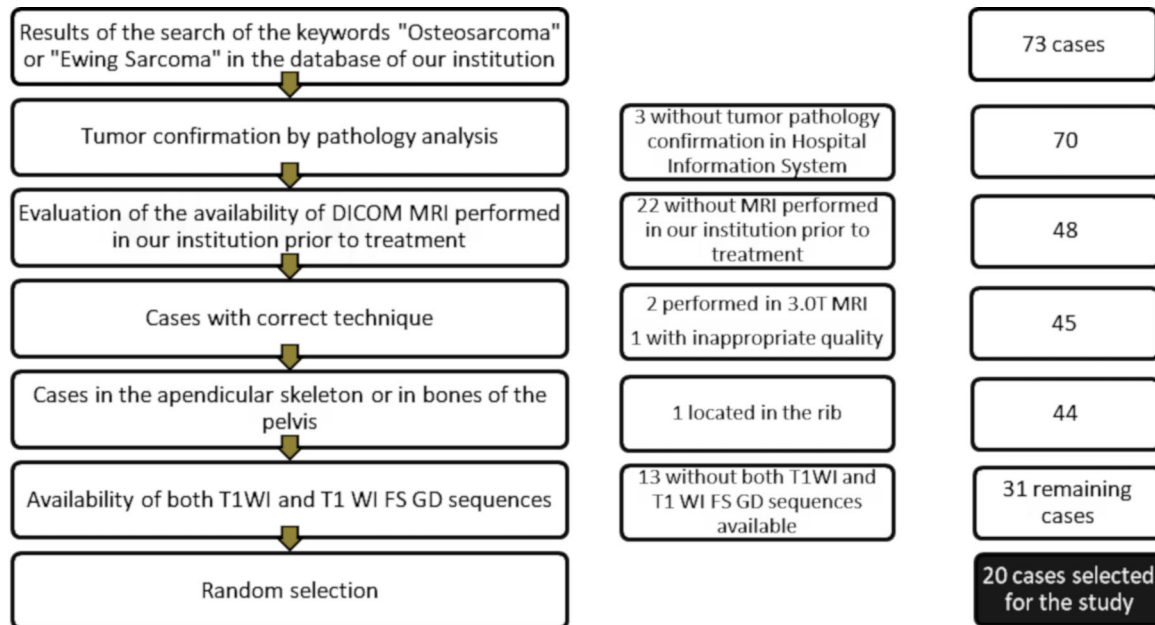 Results of the search of the keywords "Osteosarcoma"
or "Ewing Sarcoma" in the database of our institution
73 cases
Tumor confirmation by pathology analysis
3 without tumor pathology
confirmation in Hospital
Information System
70
Evaluation of the availability of DICOM MRI performed
in our institution prior to treatment
22 without MRI performed
in our institution prior to
treatment
48
Cases with correct technique
2 performed in 3.0T MRI
1 with inappropriate quality
45
Cases in the apendicular skeleton or in bones of the
pelvis
1 located in the rib
44
Availability of both T1WI and T1 WI FS GD sequences
13 without both T1WI and
T1 WI FS GD sequences
available
31 remaining
cases
Random selection
20 cases selected
for the study